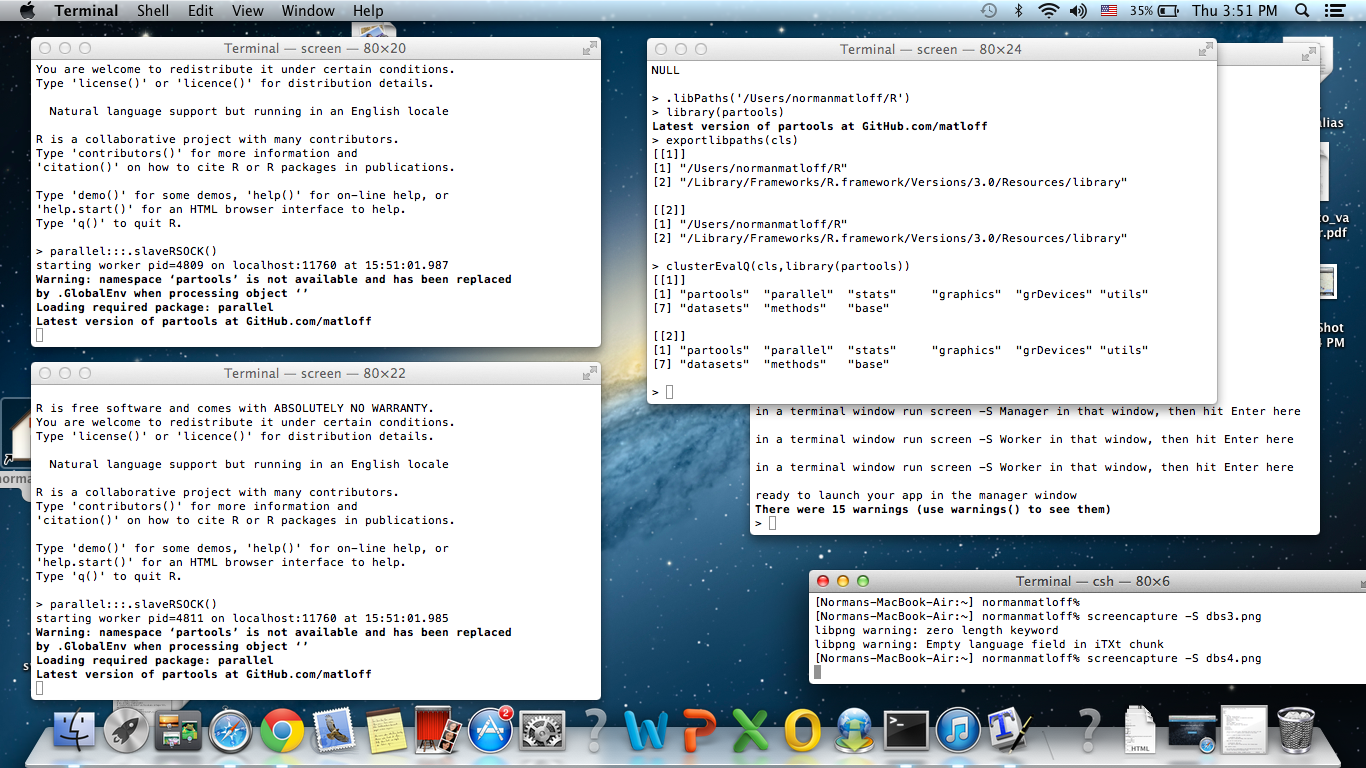 Terminal Shell Edit View Window Help 35% Thu 3:51 PM
Terminal — screen — 80×20
You are welcome to redistribute it under certain conditions.
Type 'license()' or 'licence()' for distribution details.
Natural language support but running in an English locale
R is a collaborative project with many contributors.
Type 'contributors()' for more information and
'citation()' on how to cite R or R packages in publications.
Type 'demo()' for some demos, 'help()' for on-line help, or
'help.start()' for an HTML browser interface to help.
Type 'q()' to quit R.
> parallel:::.slaveRSOCK()
starting worker pid=4809 on localhost:11760 at 15:51:01.987
Warning: namespace ‘partools’ is not available and has been replaced
by .GlobalEnv when processing object ‘’
Loading required package: parallel
Latest version of partools at GitHub.com/matloff
Terminal — screen — 80×22
R is free software and comes with ABSOLUTELY NO WARRANTY.
You are welcome to redistribute it under certain conditions.
Type 'license()' or 'licence()' for distribution details.
Natural language support but running in an English locale
R is a collaborative project with many contributors.
Type 'contributors()' for more information and
'citation()' on how to cite R or R packages in publications.
Type 'demo()' for some demos, 'help()' for on-line help, or
'help.start()' for an HTML browser interface to help.
Type 'q()' to quit R.
> parallel:::.slaveRSOCK()
starting worker pid=4811 on localhost:11760 at 15:51:01.985
Warning: namespace ‘partools’ is not available and has been replaced
by .GlobalEnv when processing object ‘’
Loading required package: parallel
Latest version of partools at GitHub.com/matloff
Terminal — screen — 80×24
NULL
> .libPaths('/Users/normanmatloff/R')
> library(partools)
Latest version of partools at GitHub.com/matloff
> exportlibpaths(cls)
[[1]]
[1] "/Users/normanmatloff/R"
[2] "/Library/Frameworks/R.framework/Versions/3.0/Resources/library"
[[2]]
[1] "/Users/normanmatloff/R"
[2] "/Library/Frameworks/R.framework/Versions/3.0/Resources/library"
> clusterEvalQ(cls,library(partools))
[[1]]
[1] "partools" "parallel" "stats" "graphics" "grDevices" "utils"
[7] "datasets" "methods" "base"
[[2]]
[1] "partools" "parallel" "stats" "graphics" "grDevices" "utils"
[7] "datasets" "methods" "base"
>
in a terminal window run screen -S Manager in that window, then hit Enter here
in a terminal window run screen -S Worker in that window, then hit Enter here
in a terminal window run screen -S Worker in that window, then hit Enter here
ready to launch your app in the manager window
There were 15 warnings (use warnings() to see them)
>
Terminal — csh — 80×6
[Normans-MacBook-Air:~] normanmatloff%
[Normans-MacBook-Air:~] normanmatloff% screencapture -S dbs3.png
libpng warning: zero length keyword
libpng warning: Empty language field in iTXt chunk
[Normans-MacBook-Air:~] normanmatloff% screencapture -S dbs4.png
2
HTML